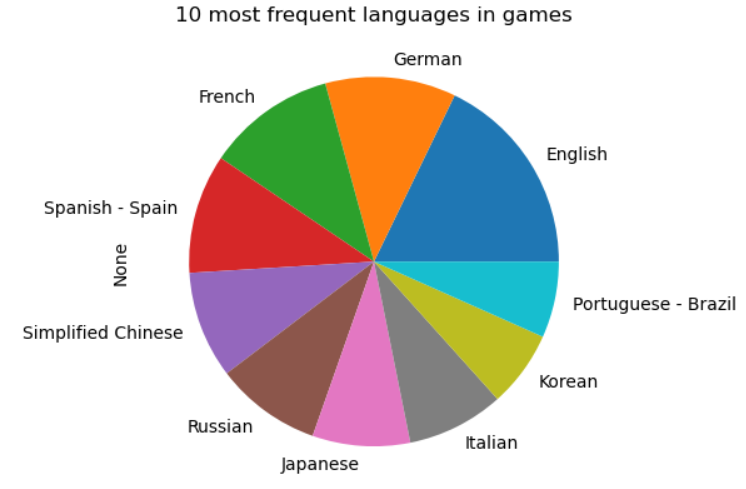 10 most frequent languages in games
German
French
English
Spanish - Spain
None
Portuguese - Brazil
Simplified Chinese
Korean
Russian
Italian
Japanese